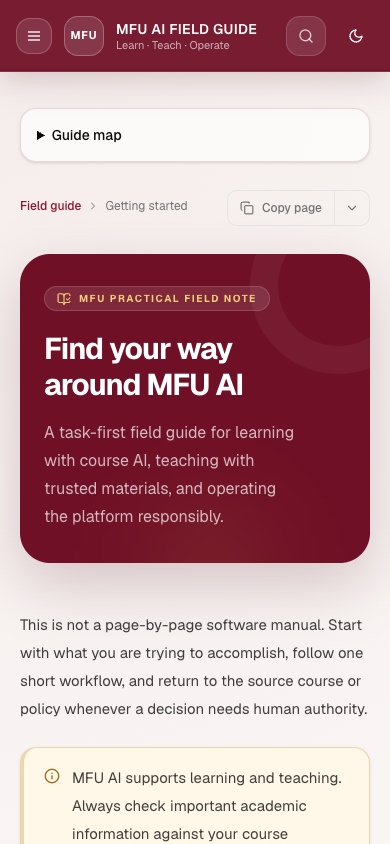 MFU
MFU AI FIELD GUIDE
Learn · Teach · Operate
Guide map
Field guide
Getting started
Copy page
MFU PRACTICAL FIELD NOTE
Find your way
around MFU AI
A task-first field guide for learning
with course AI, teaching with
trusted materials, and operating
the platform responsibly.
This is not a page-by-page software manual. Start
with what you are trying to accomplish, follow one
short workflow, and return to the source course or
policy whenever a decision needs human authority.
MFU AI supports learning and teaching.
Always check important academic
information against your course